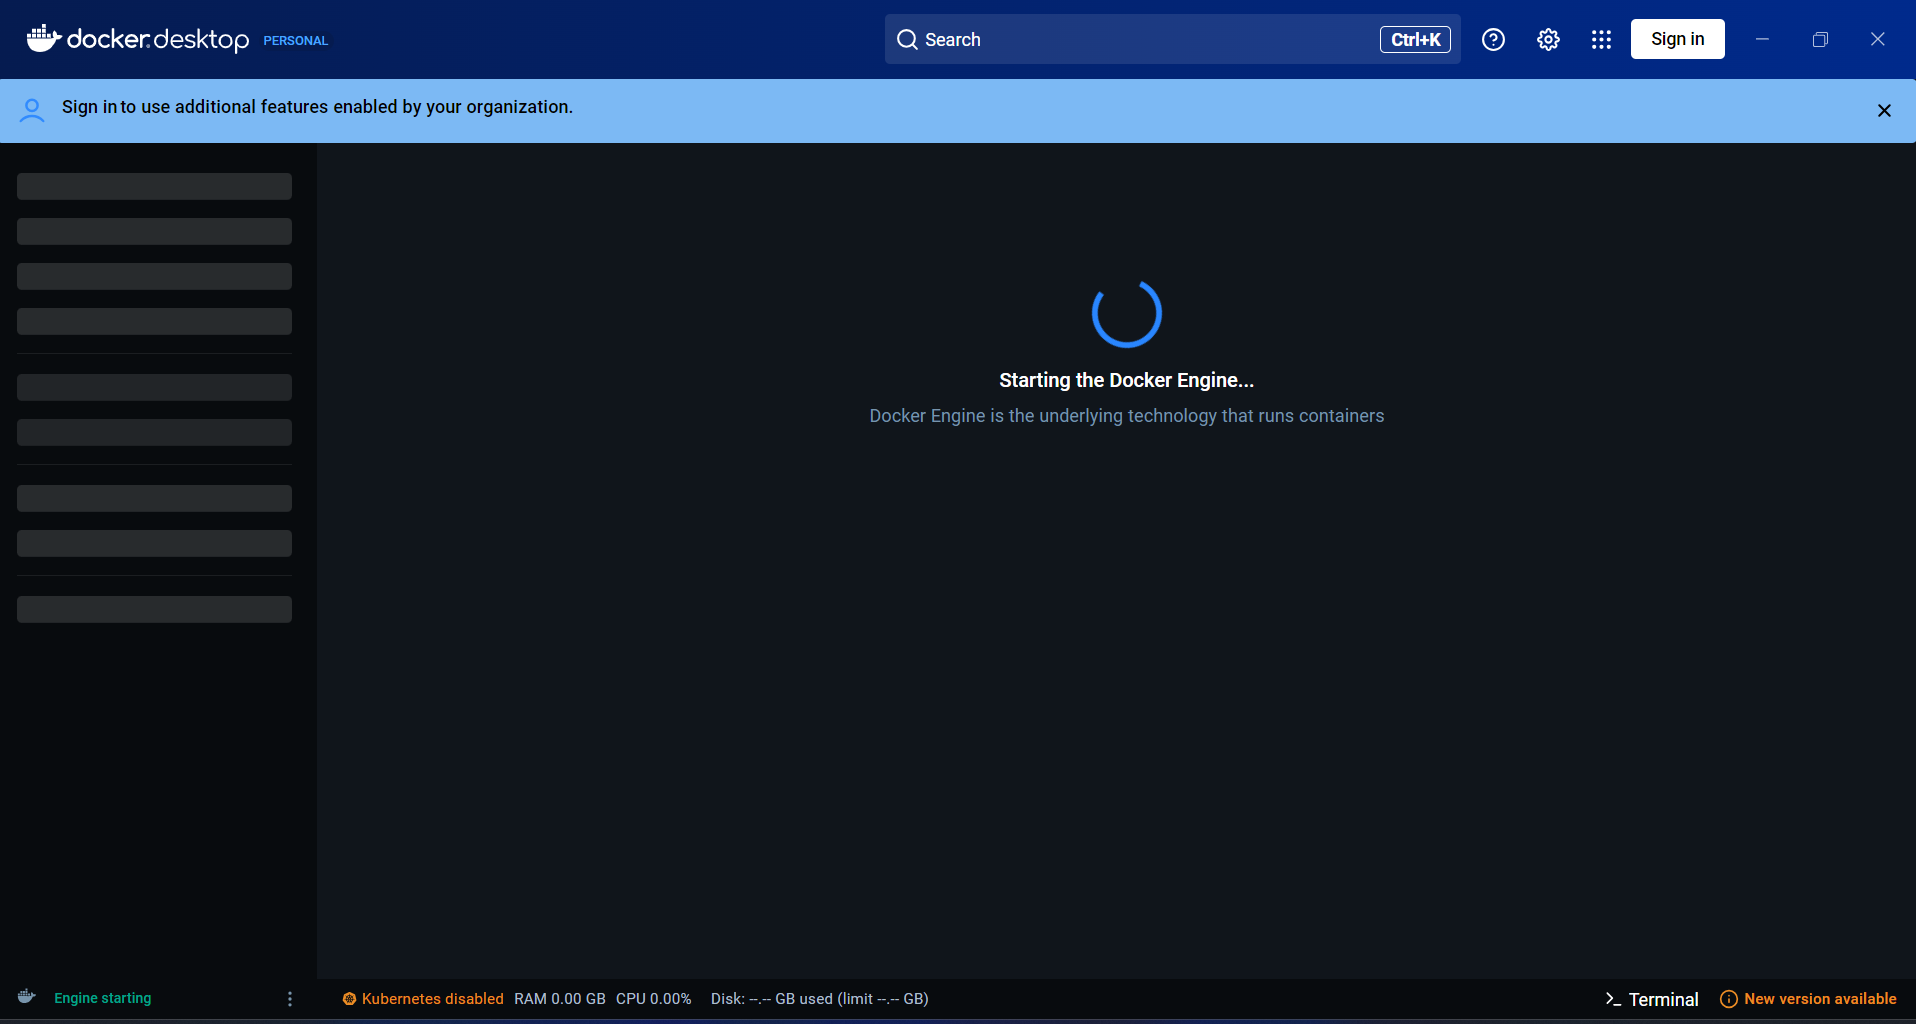 docker.desktop PERSONAL
Search
Ctrl+K
Sign in
Sign in to use additional features enabled by your organization.
Starting the Docker Engine...
Docker Engine is the underlying technology that runs containers
Engine starting
Kubernetes disabled RAM 0.00 GB CPU 0.00% Disk: --.-- GB used (limit --.-- GB)
Terminal
New version available